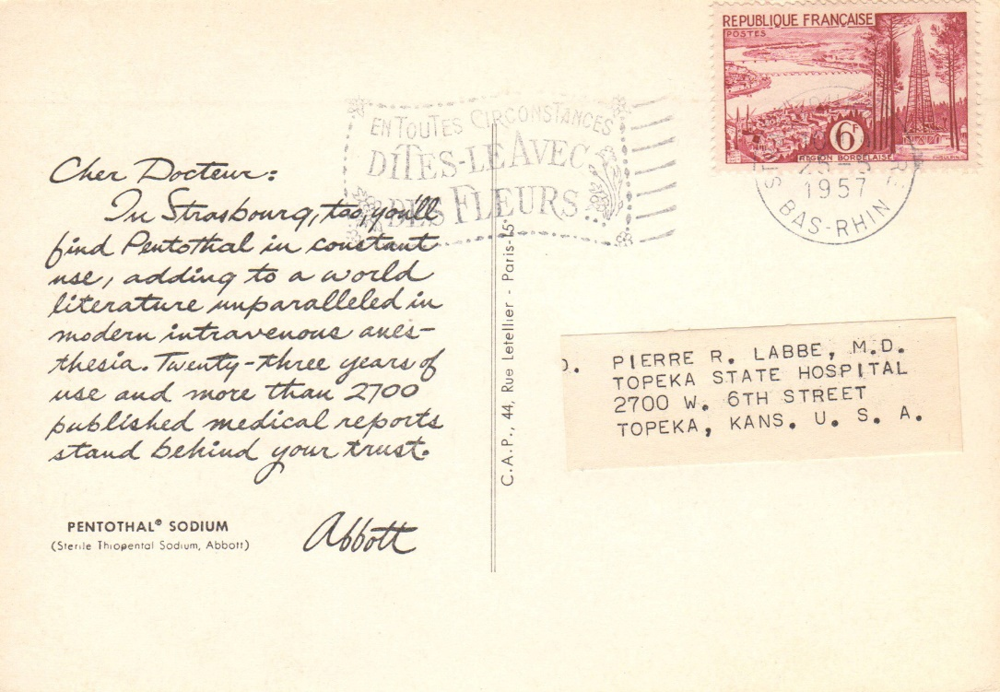 Cher Docteur:
In Strasbourg, too, you'll
find Pentothal in constant
use, adding to a world
literature unparalleled in
modern intravenous anes-
thesia. Twenty-three years of
use and more than 2700
published medical reports
stand behind your trust.
PENTOTHAL® SODIUM
(Sterile Thiopental Sodium, Abbott)
Abbott
EN TOUTES CIRCONSTANCES
DITES-LE AVEC
DES FLEURS
C.A.P., 44, Rue Letellier - Paris-15e
REPUBLIQUE FRANÇAISE
POSTES
6F
REGION BORDELAISE
1957
BAS-RHIN
D. PIERRE R. LABBE, M.D.
TOPEKA STATE HOSPITAL
2700 W. 6TH STREET
TOPEKA, KANS. U. S. A.